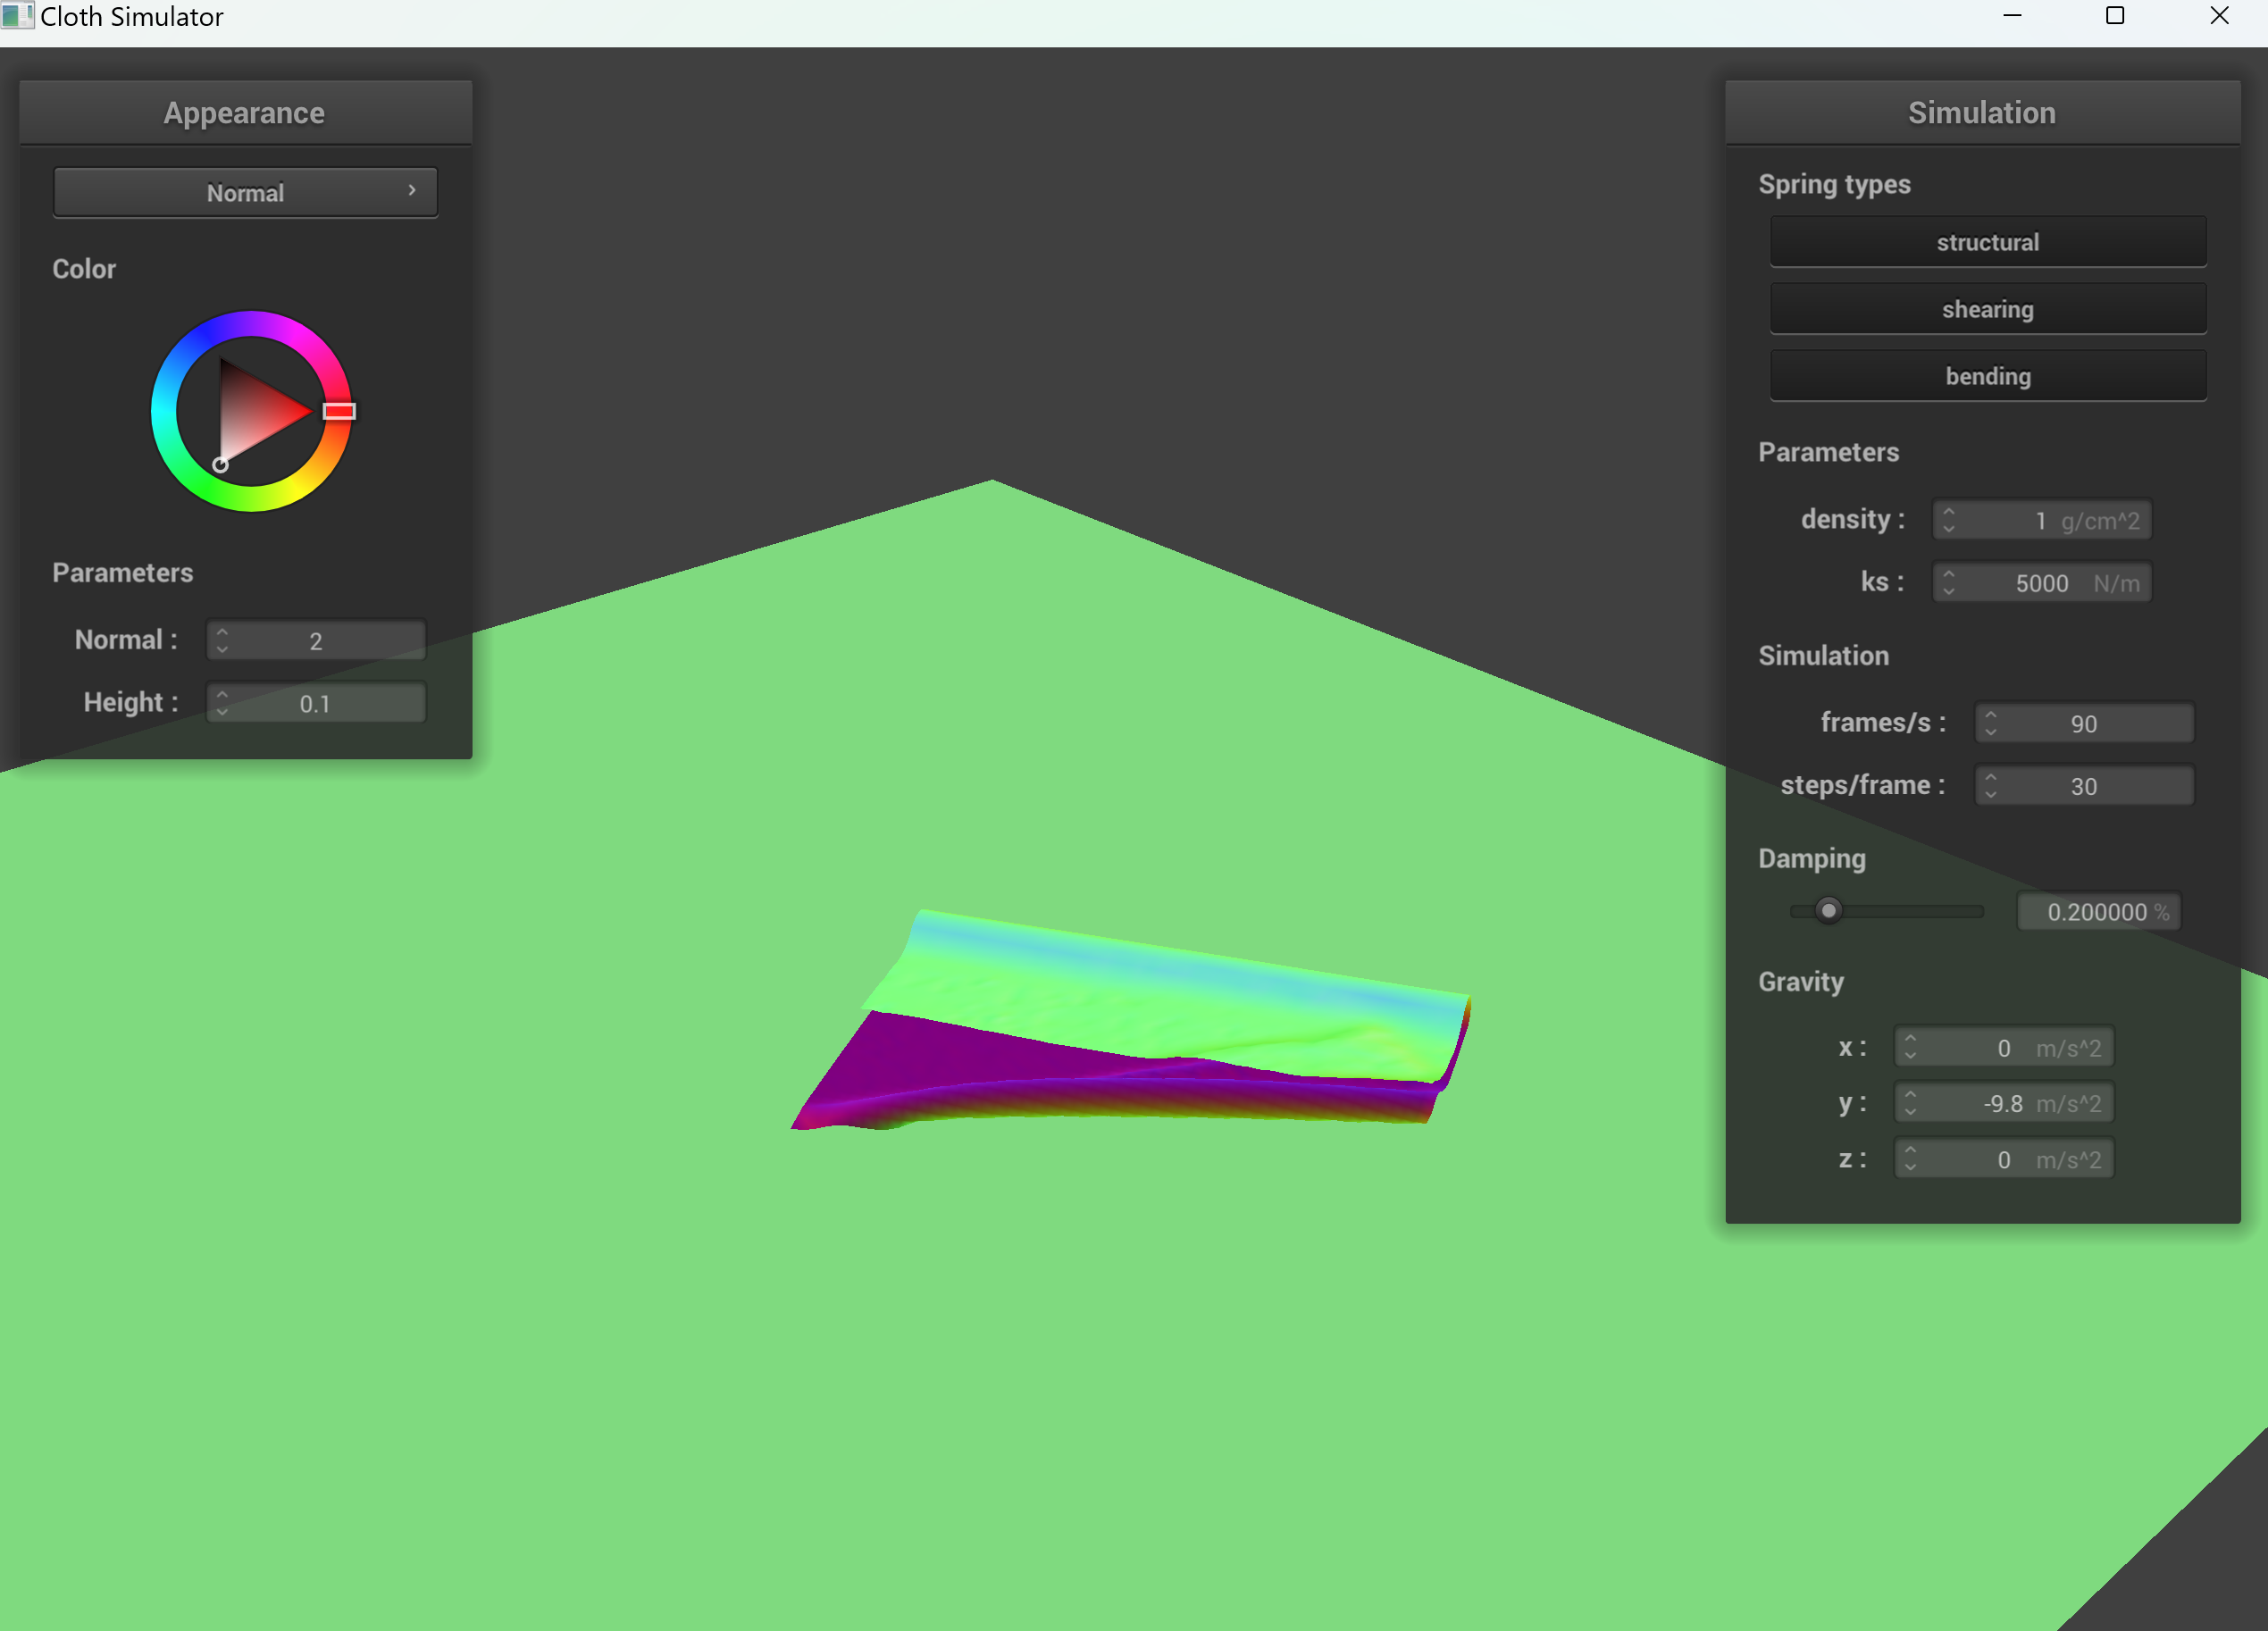 Cloth Simulator
Appearance
Normal
Color
Parameters
Normal : 2
Height : 0.1
Simulation
Spring types
structural
shearing
bending
Parameters
density : 1 g/cm^2
ks : 5000 N/m
Simulation
frames/s : 90
steps/frame : 30
Damping
0.200000 %
Gravity
x : 0 m/s^2
y : -9.8 m/s^2
z : 0 m/s^2